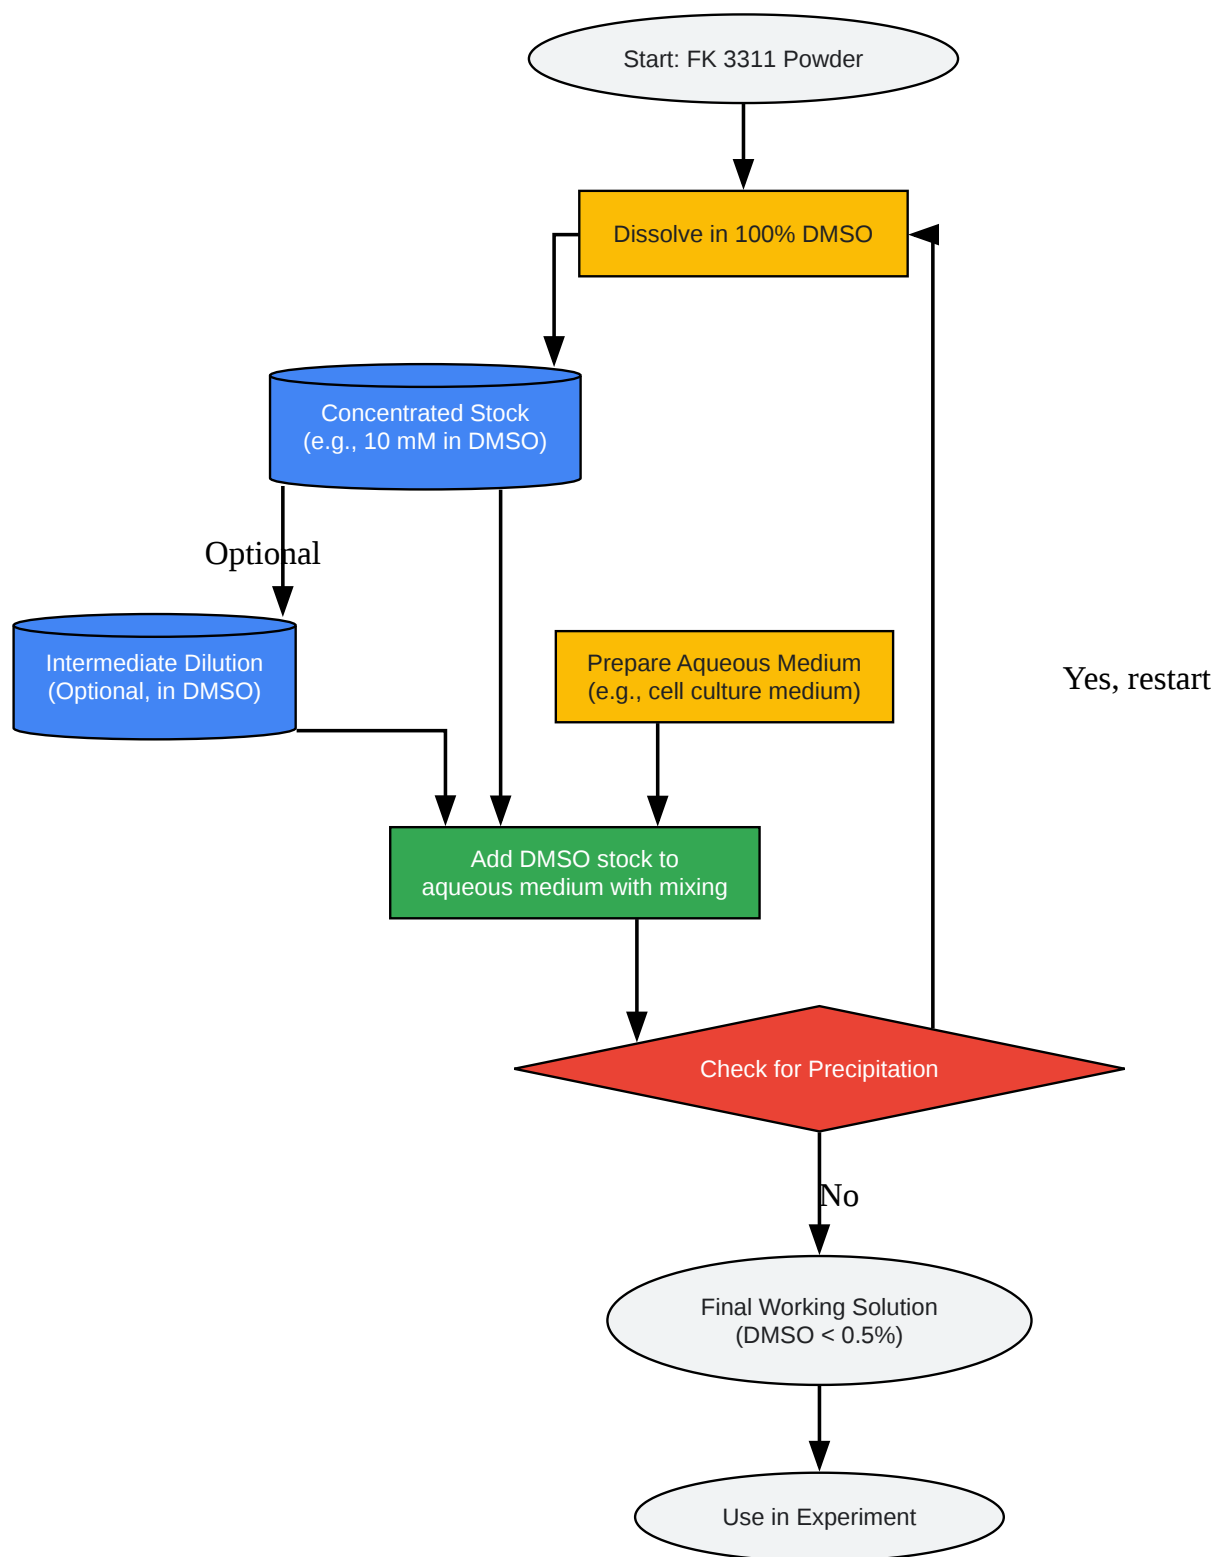 Start: FK 3311 Powder
Dissolve in 100% DMSO
Concentrated Stock
(e.g., 10 mM in DMSO)
Optional
Intermediate Dilution
(Optional, in DMSO)
Prepare Aqueous Medium
(e.g., cell culture medium)
Yes, restart
Add DMSO stock to
aqueous medium with mixing
Check for Precipitation
No
Final Working Solution
(DMSO < 0.5%)
Use in Experiment